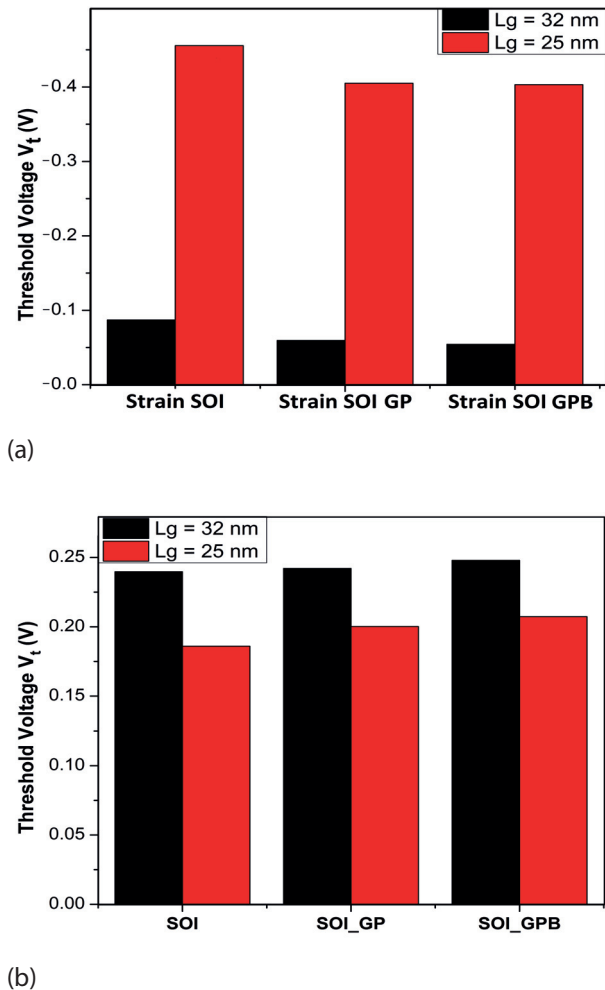 Lg = 32 nm
Lg = 25 nm
Threshold Voltage Vt (V)
−0.4
−0.3
−0.2
−0.1
−0.0
Strain SOI
Strain SOI GP
Strain SOI GPB
(a)
Lg = 32 nm
Lg = 25 nm
Threshold Voltage Vt (V)
0.25
0.20
0.15
0.10
0.05
0.00
SOI
SOI_GP
SOI_GPB
(b)